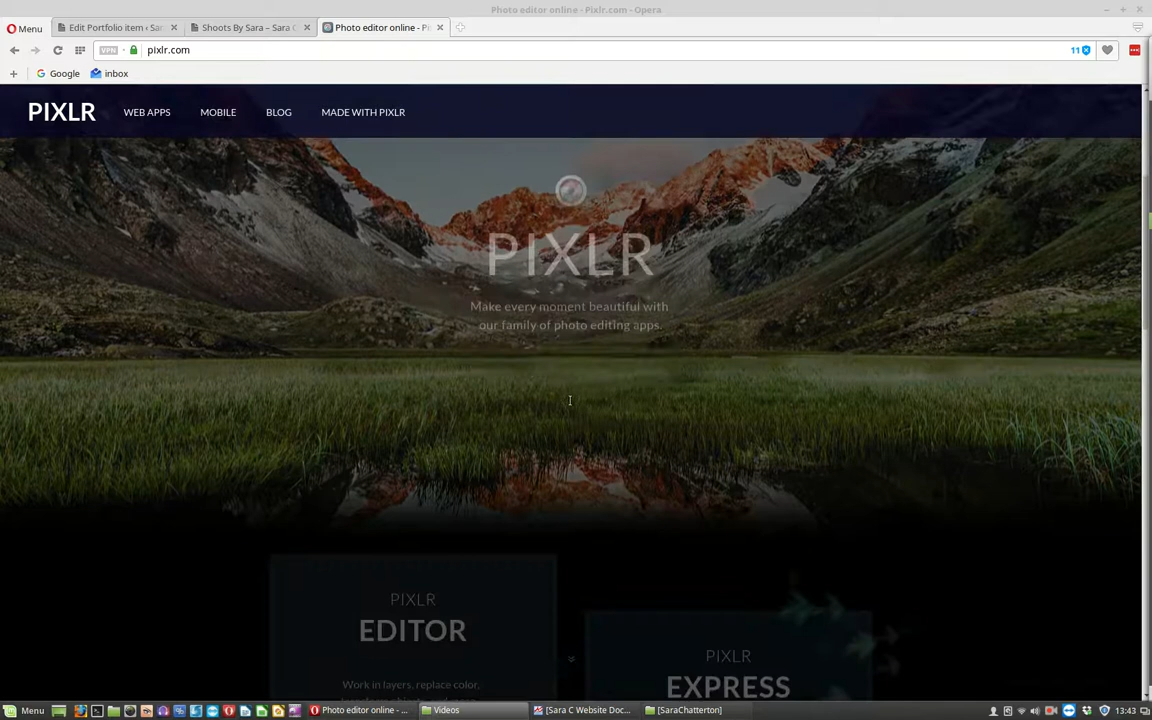 Photo editor online - Pixlr.com - Opera
Menu
Edit Portfolio item ‹ Sar
Shoots By Sara – Sara C
Photo editor online - Pi
VPN
pixlr.com
11
Google
inbox
PIXLR
WEB APPS
MOBILE
BLOG
MADE WITH PIXLR
PIXLR
Make every moment beautiful with
our family of photo editing apps.
PIXLR
EDITOR
Work in layers, replace color,
PIXLR
EXPRESS
Menu
Photo editor online - ...
Videos
[Sara C Website Doc...
[SaraChatterton]
13:43